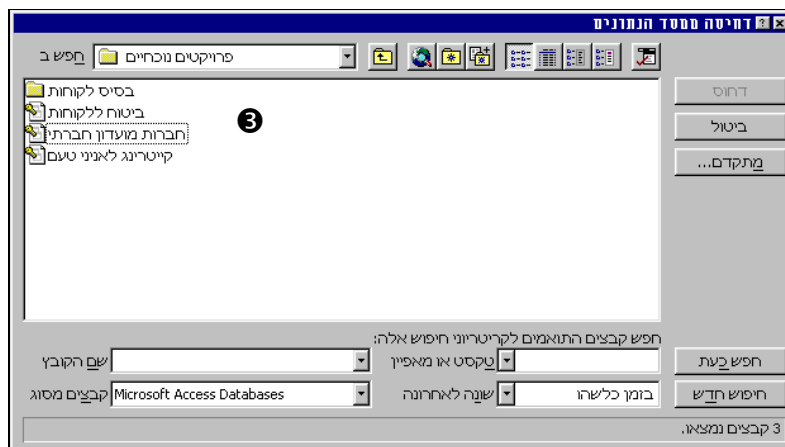 דחיסה ממסד הנתונים
חפש ב פרויקטים נוכחיים
בסיס לקוחות
ביטוח ללקוחות
חברות מועדון חברתי
קייטרינג לאניני טעם
❸
דחוס
ביטול
מתקדם...
חפש קבצים התואמים לקריטריוני חיפוש אלה:
שם הקובץ טקסט או מאפיין חפש כעת
קבצים מסוג Microsoft Access Databases שונה לאחרונה בזמן כלשהו חיפוש חדש
3 קבצים נמצאו.